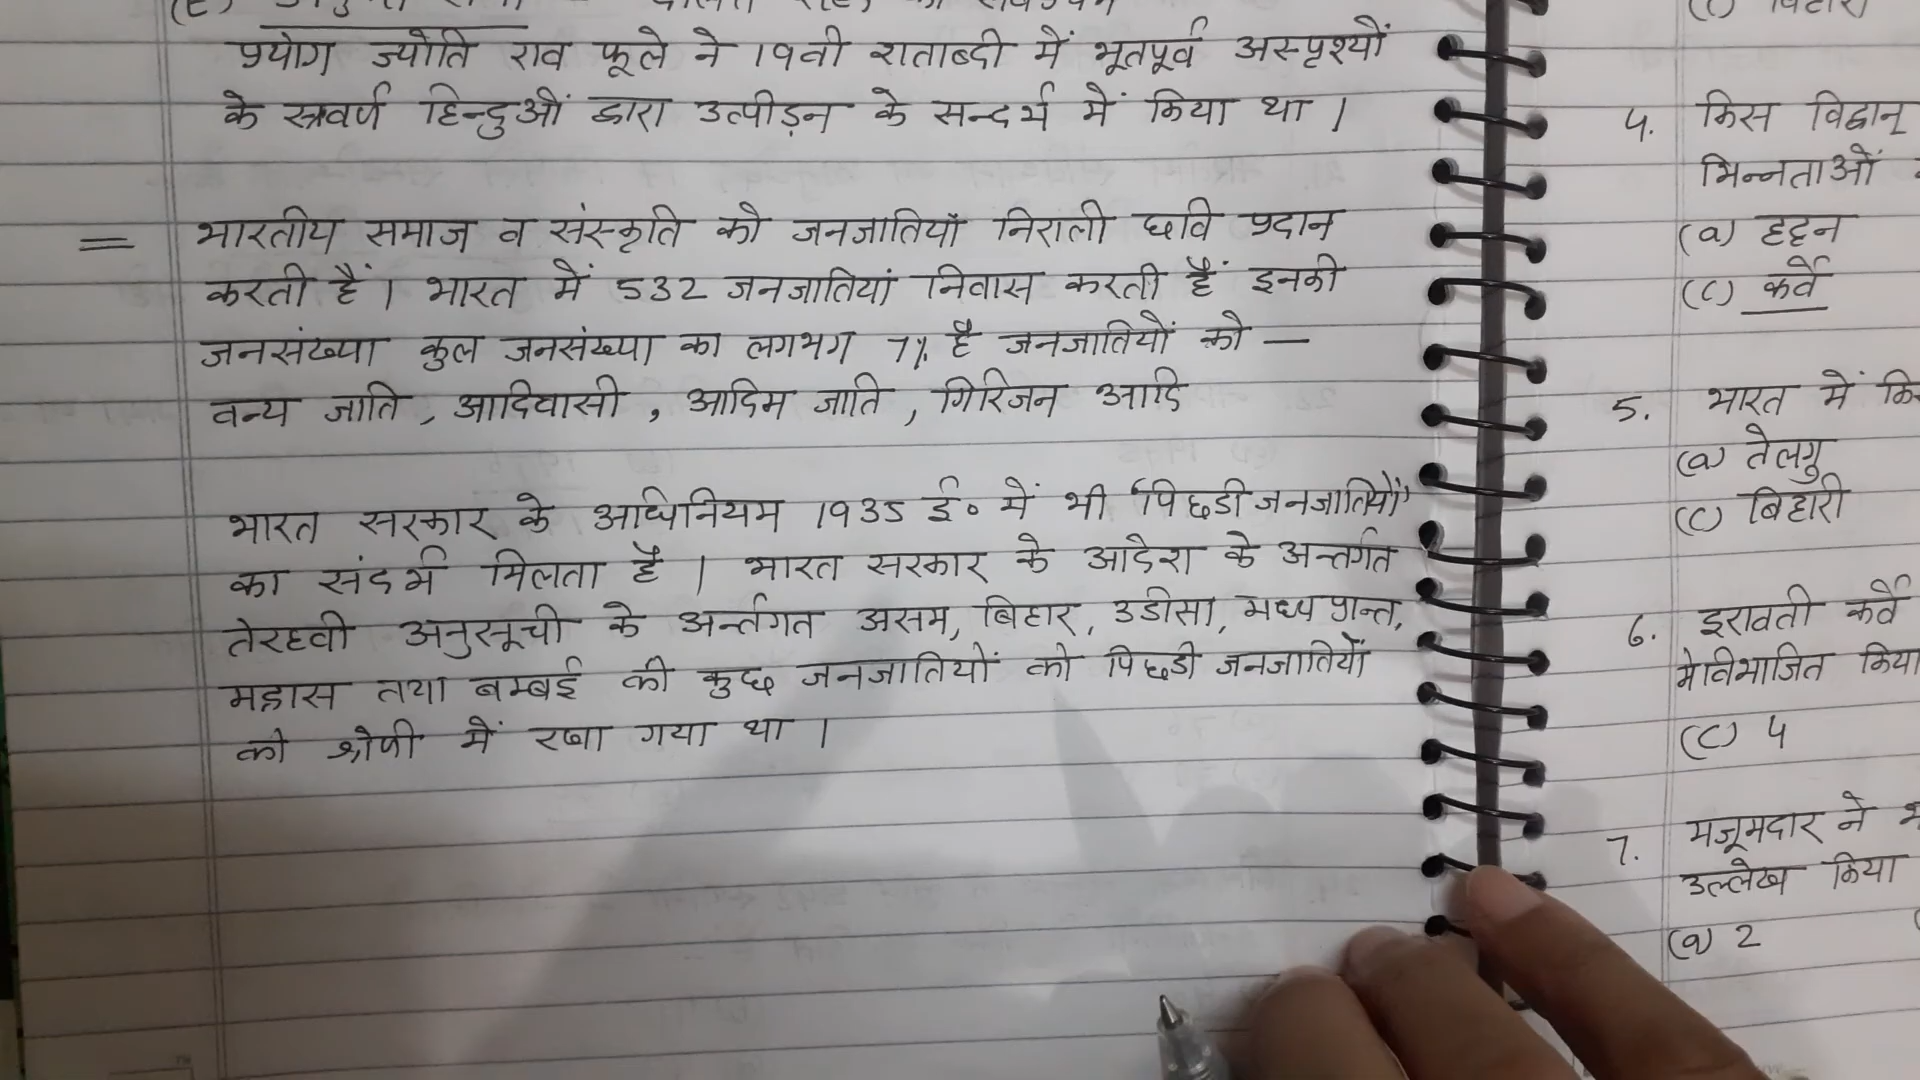 प्रयोग ज्योति राव फूले ने 19वी शताब्दी में भूतपूर्व अस्पृश्यों
के सवर्ण हिन्दुओं द्वारा उत्पीड़न के सन्दर्भ में किया था ।
= भारतीय समाज व संस्कृति को जनजातियाँ निराली छवि प्रदान
करती हैं । भारत में 532 जनजातियां निवास करती हैं इनकी
जनसंख्या कुल जनसंख्या का लगभग 7% है जनजातियों को —
वन्य जाति, आदिवासी, आदिम जाति, गिरिजन आदि
भारत सरकार के अधिनियम 1935 ई० में भी "पिछडी जनजातियों"
का संदर्भ मिलता है । भारत सरकार के आदेश के अन्तर्गत
तेरहवी अनुसूची के अर्न्तगत असम, बिहार, उडीसा, मध्य प्रान्त,
मद्रास तथा बम्बई की कुछ जनजातियों को पिछडी जनजातियों
की श्रेणी में रखा गया था ।
4. किस विद्वान्
भिन्नताओं
(a) हट्टन
(c) कर्वे
5. भारत में
(a) तेलगु
(c) बिहारी
6. इरावती कर्वे
मे विभाजित किया
(c) 4
7. मजूमदार ने
उल्लेख किया
(a) 2